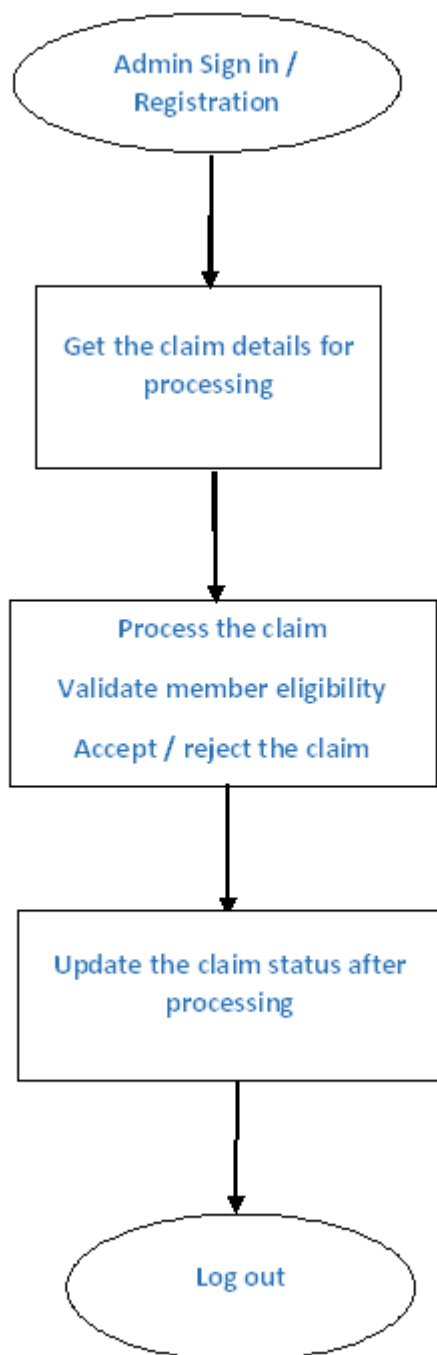 Admin Sign in /
Registration
Get the claim details for
processing
Process the claim
Validate member eligibility
Accept / reject the claim
Update the claim status after
processing
Log out